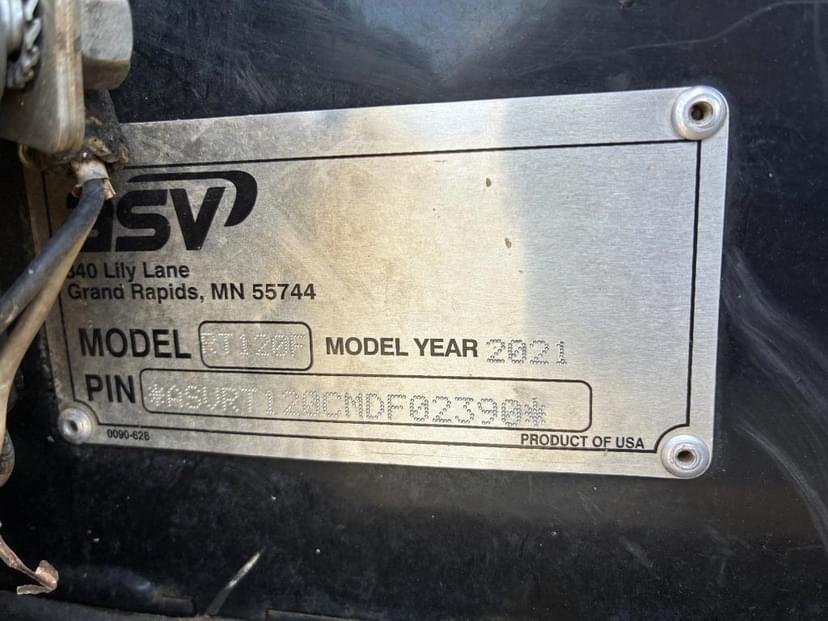 asv
840 Lily Lane
Grand Rapids, MN 55744
MODEL RT120F MODEL YEAR 2021
PIN *ASVRT120CMDF02390*
0090-628 PRODUCT OF USA